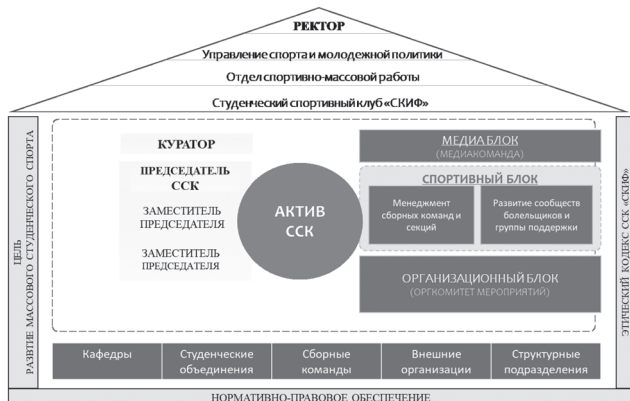 РЕКТОР
Управление спорта и молодежной политики
Отдел спортивно-массовой работы
Студенческий спортивный клуб «СКИФ»
ЦЕЛЬ
РАЗВТИЕ МАССОВОГО СТУДЕНЧЕСКОГО СПОРТА
КУРАТОР
ПРЕДСЕДАТЕЛЬ
ССК
ЗАМЕСТИТЕЛЬ
ПРЕДСЕДАТЕЛЯ
ЗАМЕСТИТЕЛЬ
ПРЕДСЕДАТЕЛЯ
АКТИВ
ССК
МЕДИА БЛОК
(МЕДИАКОМАНДА)
СПОРТИВНЫЙ БЛОК
Менеджмент
сборных команд и
секций
Развитие сообществ
болельщиков и
группы поддержки
ОРГАНИЗАЦИОННЫЙ БЛОК
(ОРГКОМИТЕТ МЕРОПРИЯТИЙ)
ЭТИЧЕСКИЙ КОДЕКС ССК «СКИФ»
Кафедры
Студенческие
объединения
Сборные
команды
Внешние
организации
Структурные
подразделения
НОРМАТИВНО-ПРАВОВОЕ ОБЕСПЕЧЕНИЕ